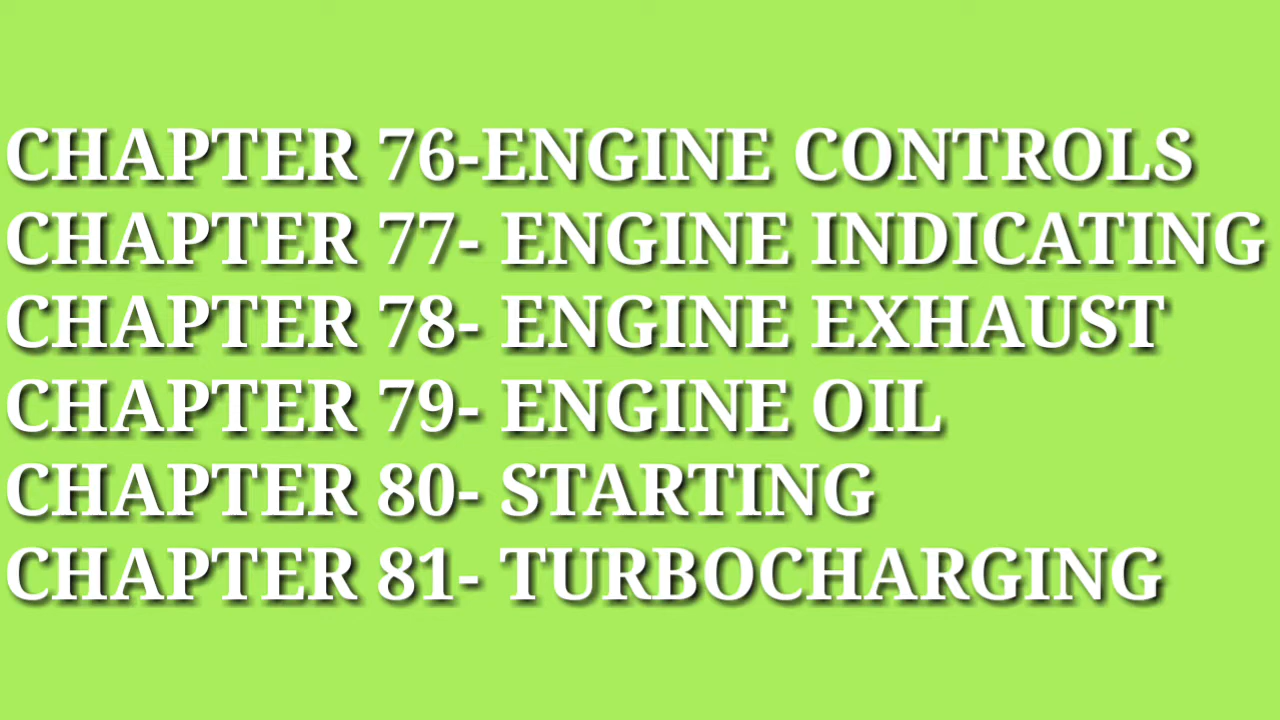 CHAPTER 76-ENGINE CONTROLS
CHAPTER 77- ENGINE INDICATING
CHAPTER 78- ENGINE EXHAUST
CHAPTER 79- ENGINE OIL
CHAPTER 80- STARTING
CHAPTER 81- TURBOCHARGING